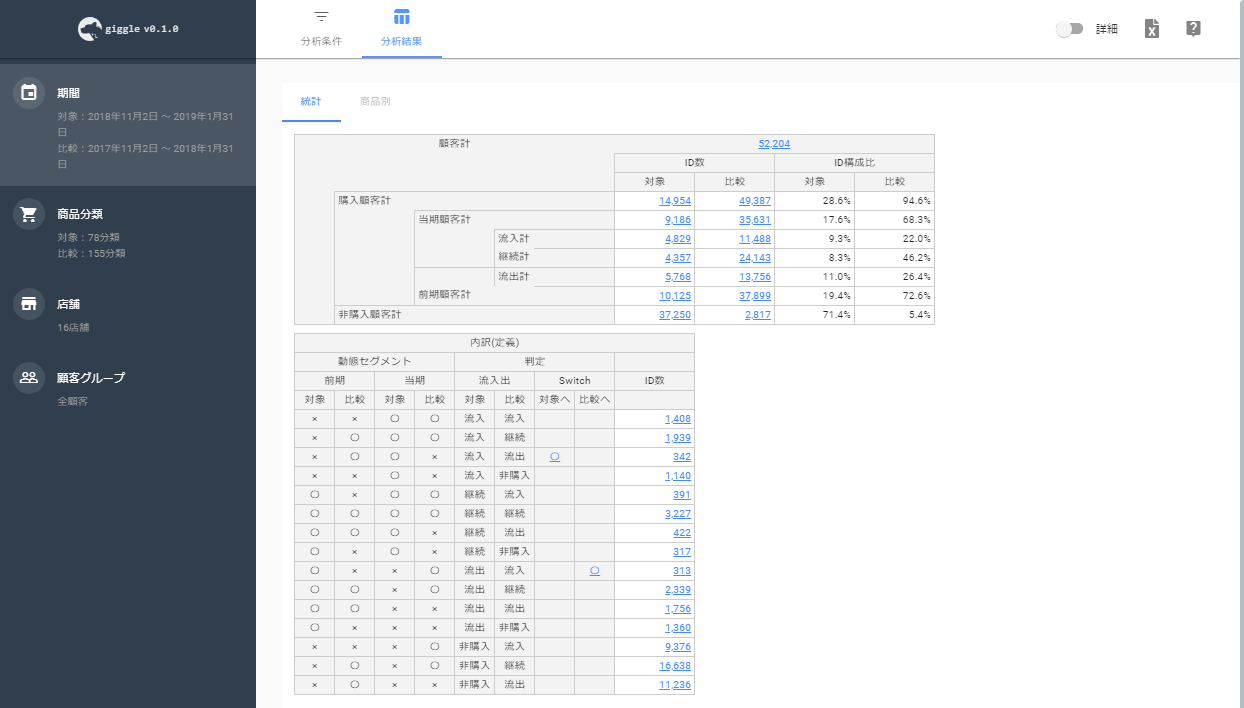 giggle v0.1.0
分析条件
分析結果
詳細
期間
対象：2018年11月2日 〜 2019年1月31
日
比較：2017年11月2日 〜 2018年1月31
日
商品分類
対象：78分類
比較：155分類
店舗
16店舗
顧客グループ
全顧客
統計 商品別
顧客計 52,204
ID数 ID構成比
対象 比較 対象 比較
購入顧客計 14,954 49,387 28.6% 94.6%
当期顧客計 9,186 35,631 17.6% 68.3%
流入計 4,829 11,488 9.3% 22.0%
継続計 4,357 24,143 8.3% 46.2%
流出計 5,768 13,756 11.0% 26.4%
前期顧客計 10,125 37,899 19.4% 72.6%
非購入顧客計 37,250 2,817 71.4% 5.4%
内訳(定義)
動態セグメント 判定
前期 当期 流入出 Switch ID数
対象 比較 対象 比較 対象 比較 対象へ 比較へ
× × 〇 〇 流入 流入 1,408
× 〇 〇 〇 流入 継続 1,939
× 〇 〇 × 流入 流出 〇 342
× × 〇 × 流入 非購入 1,140
〇 × 〇 〇 継続 流入 391
〇 〇 〇 〇 継続 継続 3,227
〇 〇 〇 × 継続 流出 422
〇 × 〇 × 継続 非購入 317
〇 × × 〇 流出 流入 〇 313
〇 〇 × 〇 流出 継続 2,339
〇 〇 × × 流出 流出 1,756
〇 × × × 流出 非購入 1,360
× × × 〇 非購入 流入 9,376
× 〇 × 〇 非購入 継続 16,638
× 〇 × × 非購入 流出 11,236